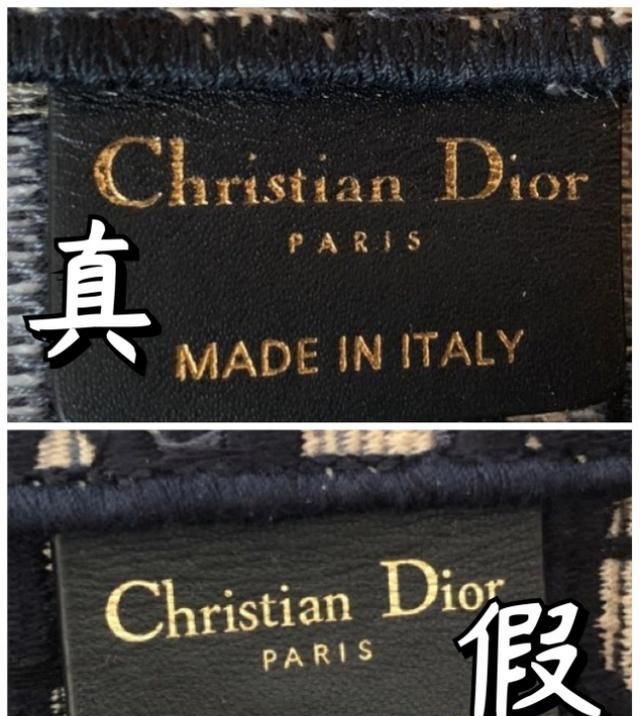 Christian Dior
PARIS
真
MADE IN ITALY
Christian Dior
PARIS
假